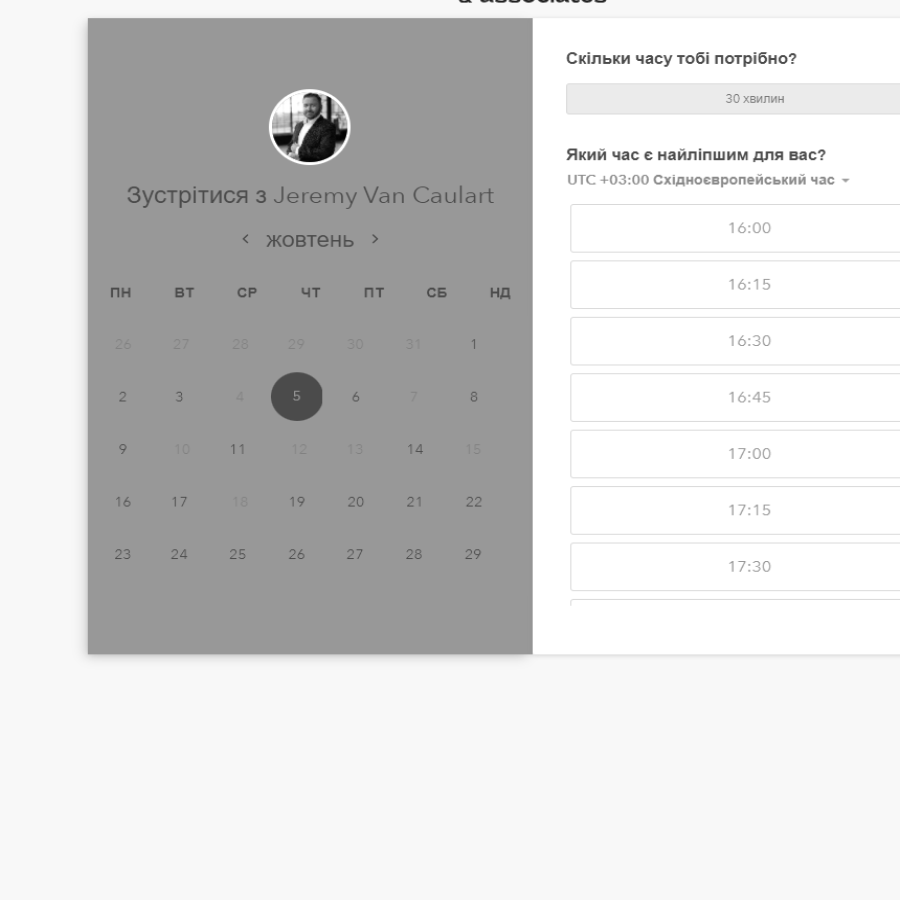 & associates
Зустрітися з Jeremy Van Caulart
жовтень
ПН ВТ СР ЧТ ПТ СБ НД
26 27 28 29 30 31 1
2 3 4 5 6 7 8
9 10 11 12 13 14 15
16 17 18 19 20 21 22
23 24 25 26 27 28 29
Скільки часу тобі потрібно?
30 хвилин
Який час є найліпшим для вас?
UTC +03:00 Східноєвропейський час
16:00
16:15
16:30
16:45
17:00
17:15
17:30